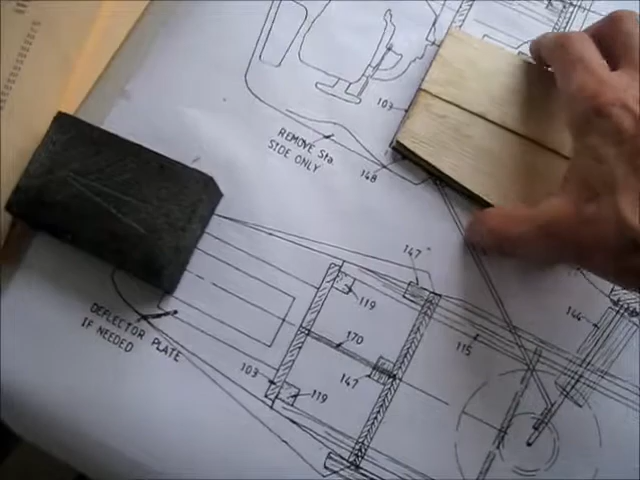 103
REMOVE Sta.
SIDE ONLY
148
147
119
144
DEFLECTOR PLATE
IF NEEDED
170
115
103
147
119